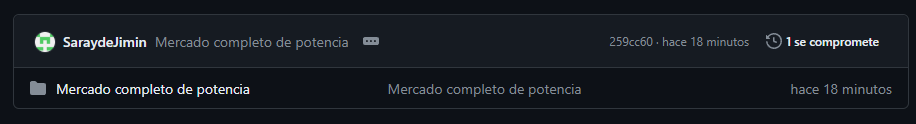 SaraydeJimin Mercado completo de potencia 259cc60 · hace 18 minutos 1 se compromete
Mercado completo de potencia Mercado completo de potencia hace 18 minutos